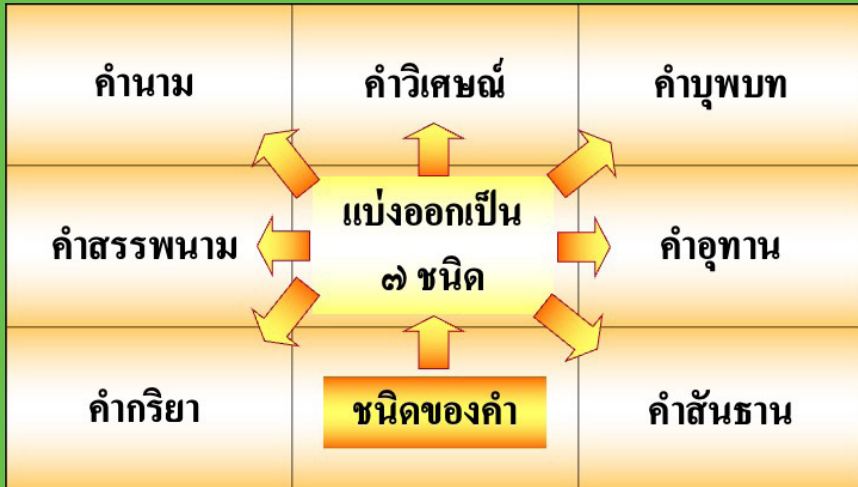 คำนาม
คำวิเศษณ์
คำบุพบท
คำสรรพนาม
แบ่งออกเป็น
๗ ชนิด
คำอุทาน
คำกริยา
ชนิดของคำ
คำสันธาน